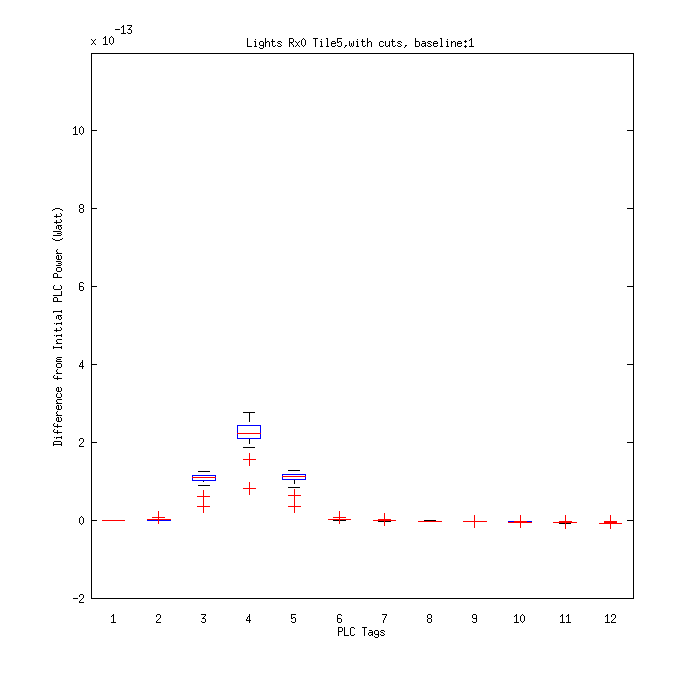 x 10^-13
Lights Rx0 Tile5,with cuts, baseline:1
Difference from Initial PLC Power (Watt)
10
8
6
4
2
0
-2
1 2 3 4 5 6 7 8 9 10 11 12
PLC Tags